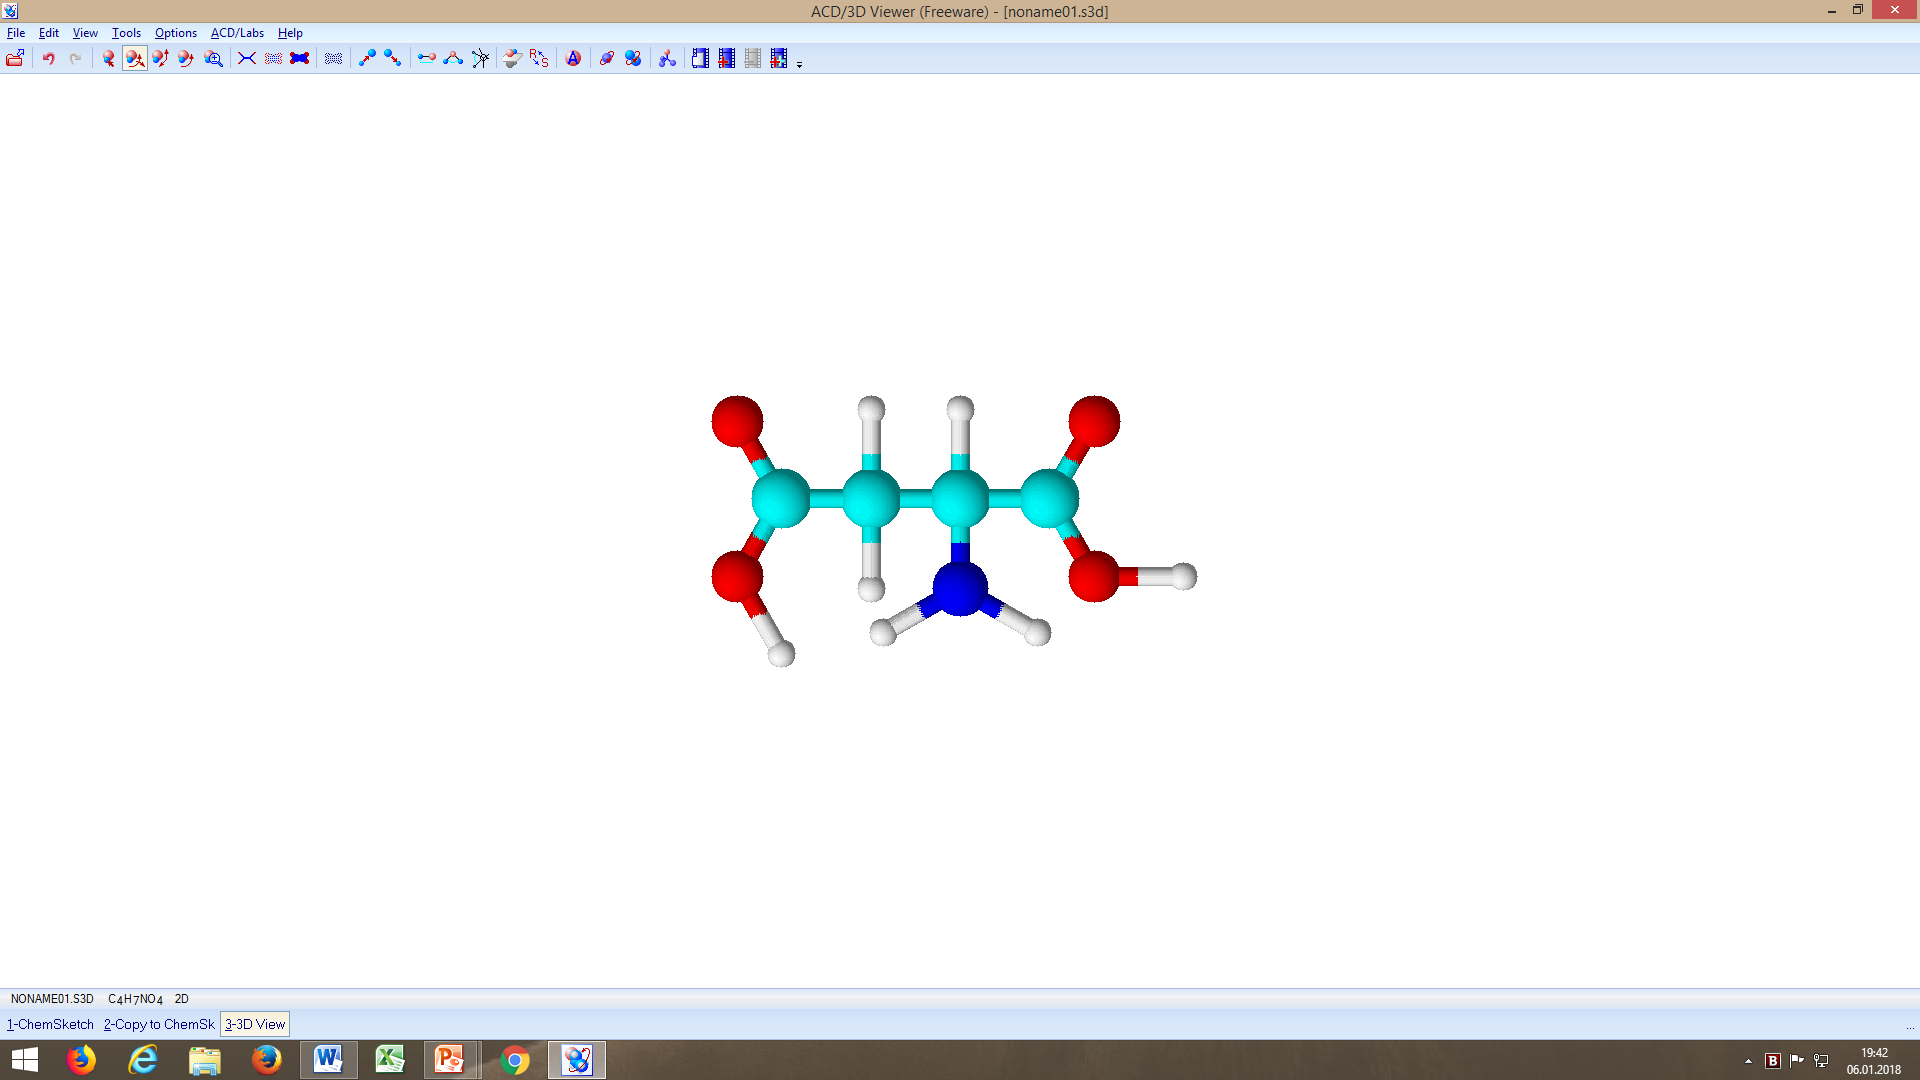 ACD/3D Viewer (Freeware) - [noname01.s3d]
File Edit View Tools Options ACD/Labs Help
R S A
NONAME01.S3D C4H7NO4 2D
1-ChemSketch 2-Copy to ChemSk 3-3D View ...
19:42
06.01.2018